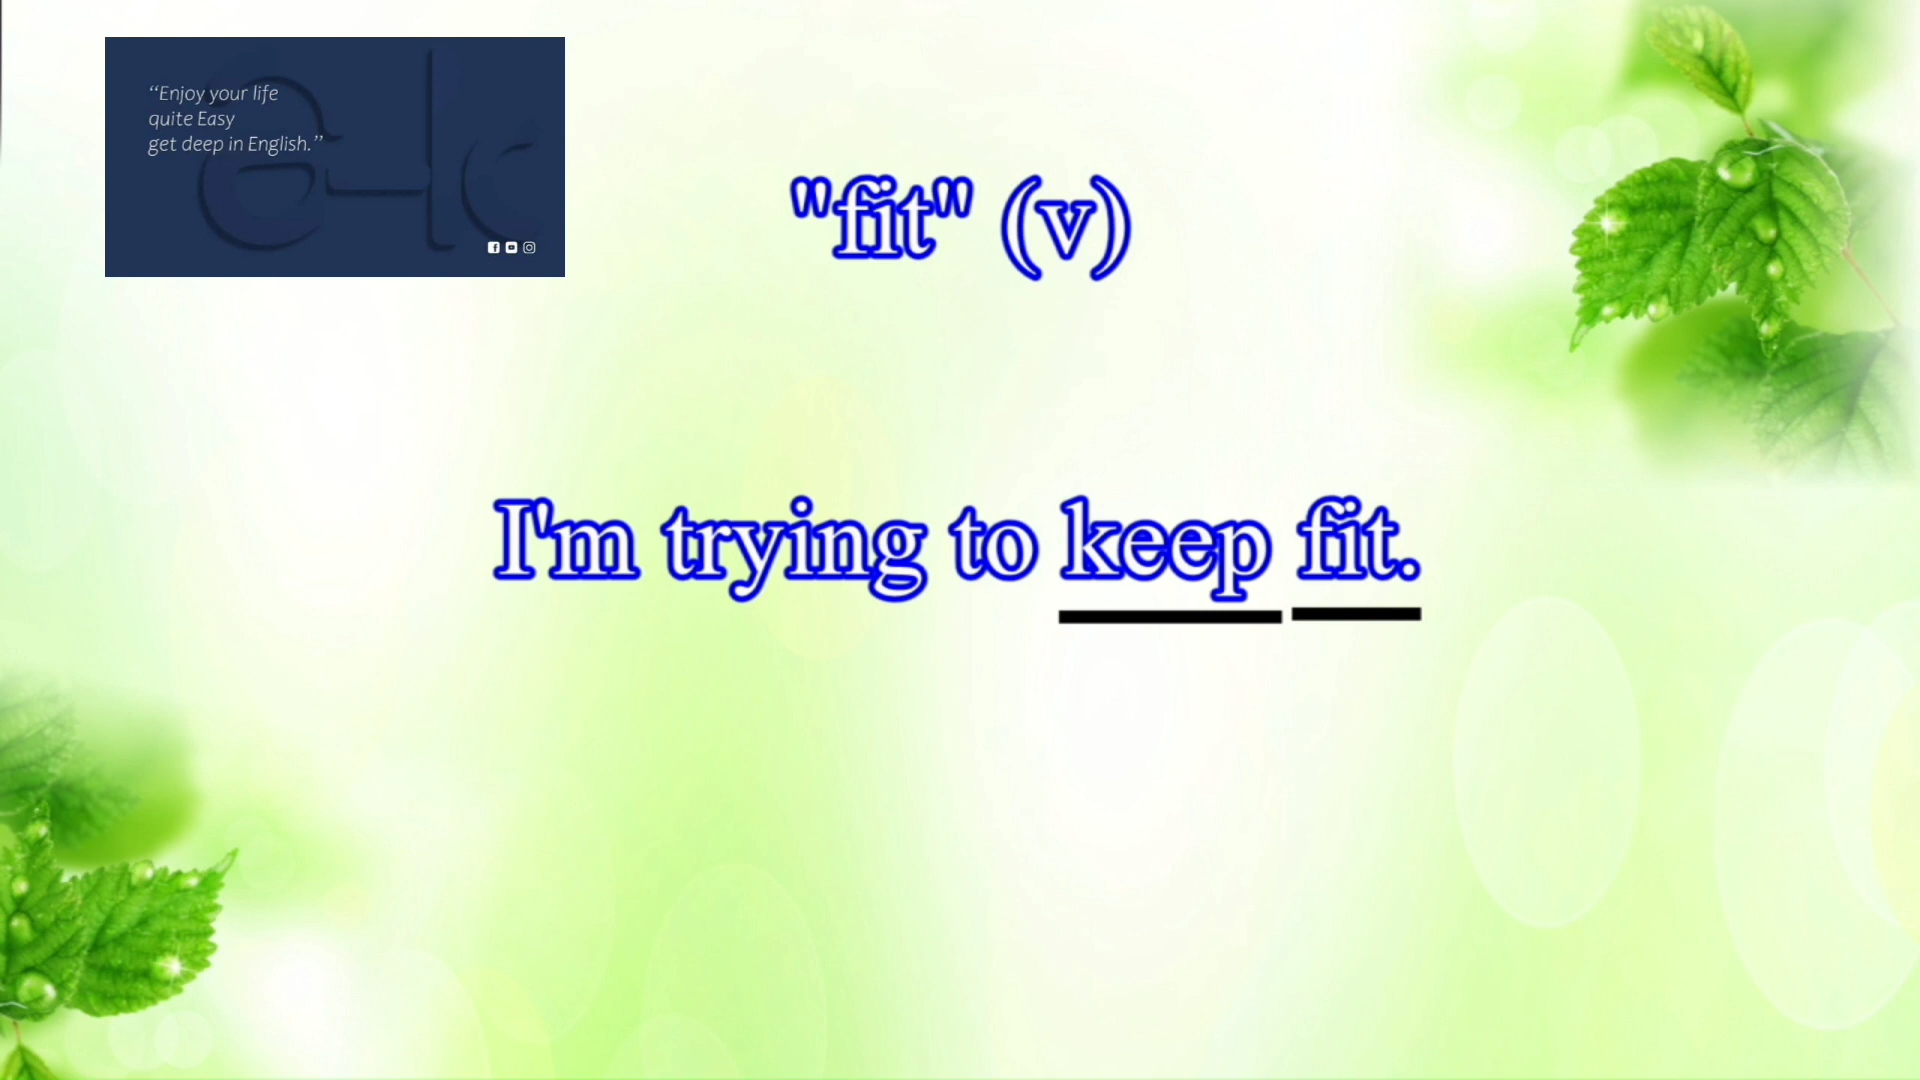 “Enjoy your life
quite Easy
get deep in English.”
"fit" (v)
I'm trying to keep fit.